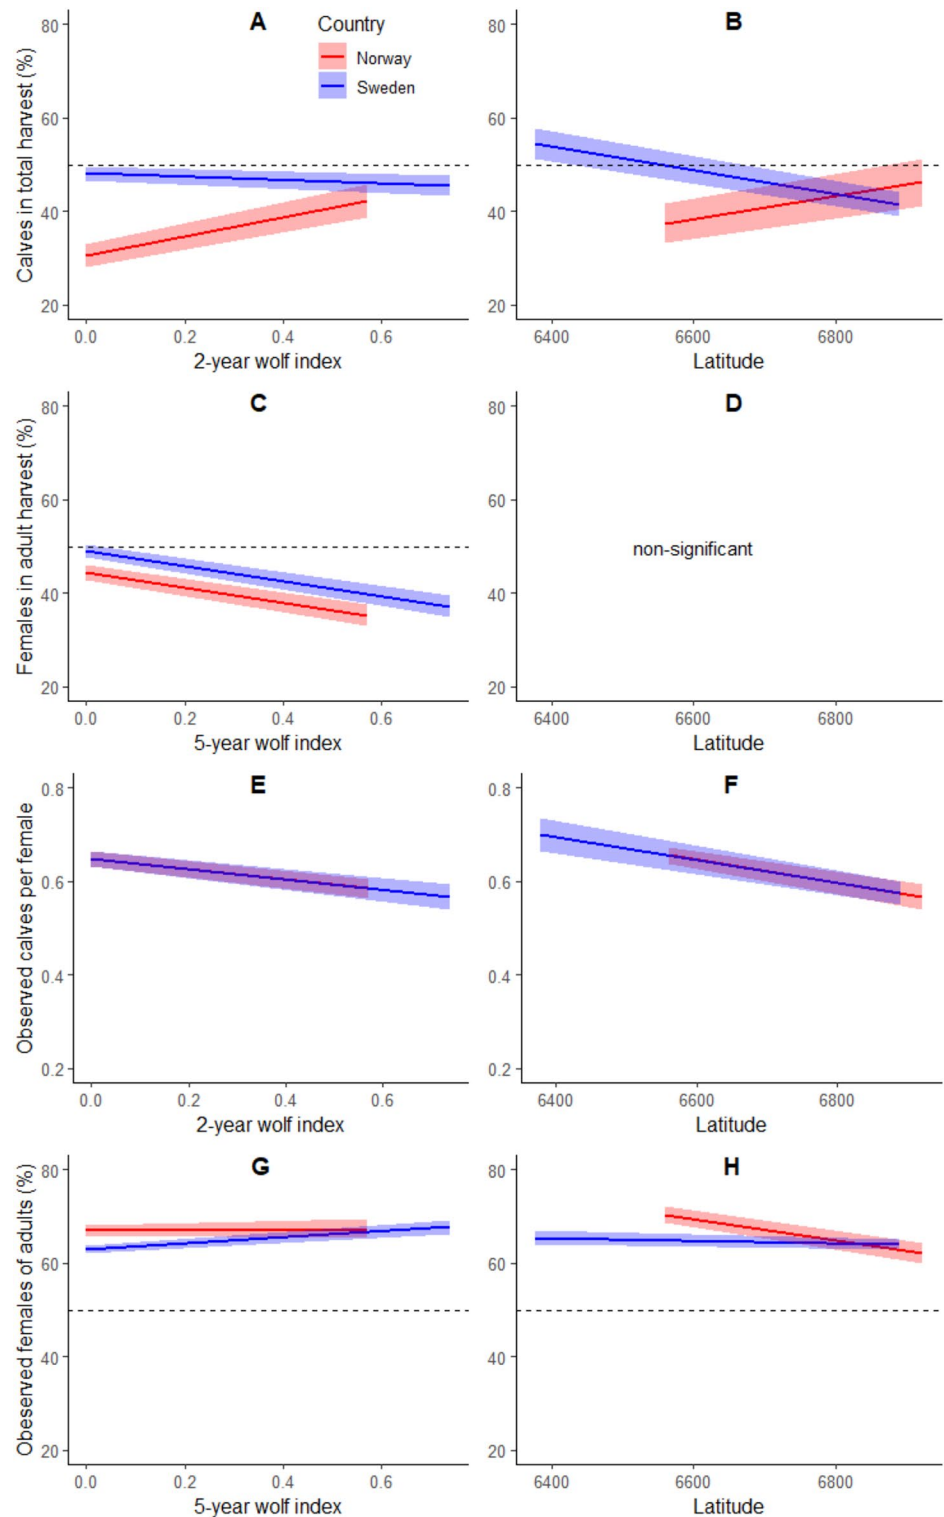 A
Country
Norway
Sweden
Calves in total harvest (%)
80
60
40
20
0.0 0.2 0.4 0.6
2-year wolf index
B
80
60
40
20
6400 6600 6800
Latitude
C
Females in adult harvest (%)
80
60
40
20
0.0 0.2 0.4 0.6
5-year wolf index
D
80
60
40
20
non-significant
6400 6600 6800
Latitude
E
Observed calves per female
0.8
0.6
0.4
0.2
0.0 0.2 0.4 0.6
2-year wolf index
F
0.8
0.6
0.4
0.2
6400 6600 6800
Latitude
G
Obeserved females of adults (%)
80
60
40
20
0.0 0.2 0.4 0.6
5-year wolf index
H
80
60
40
20
6400 6600 6800
Latitude